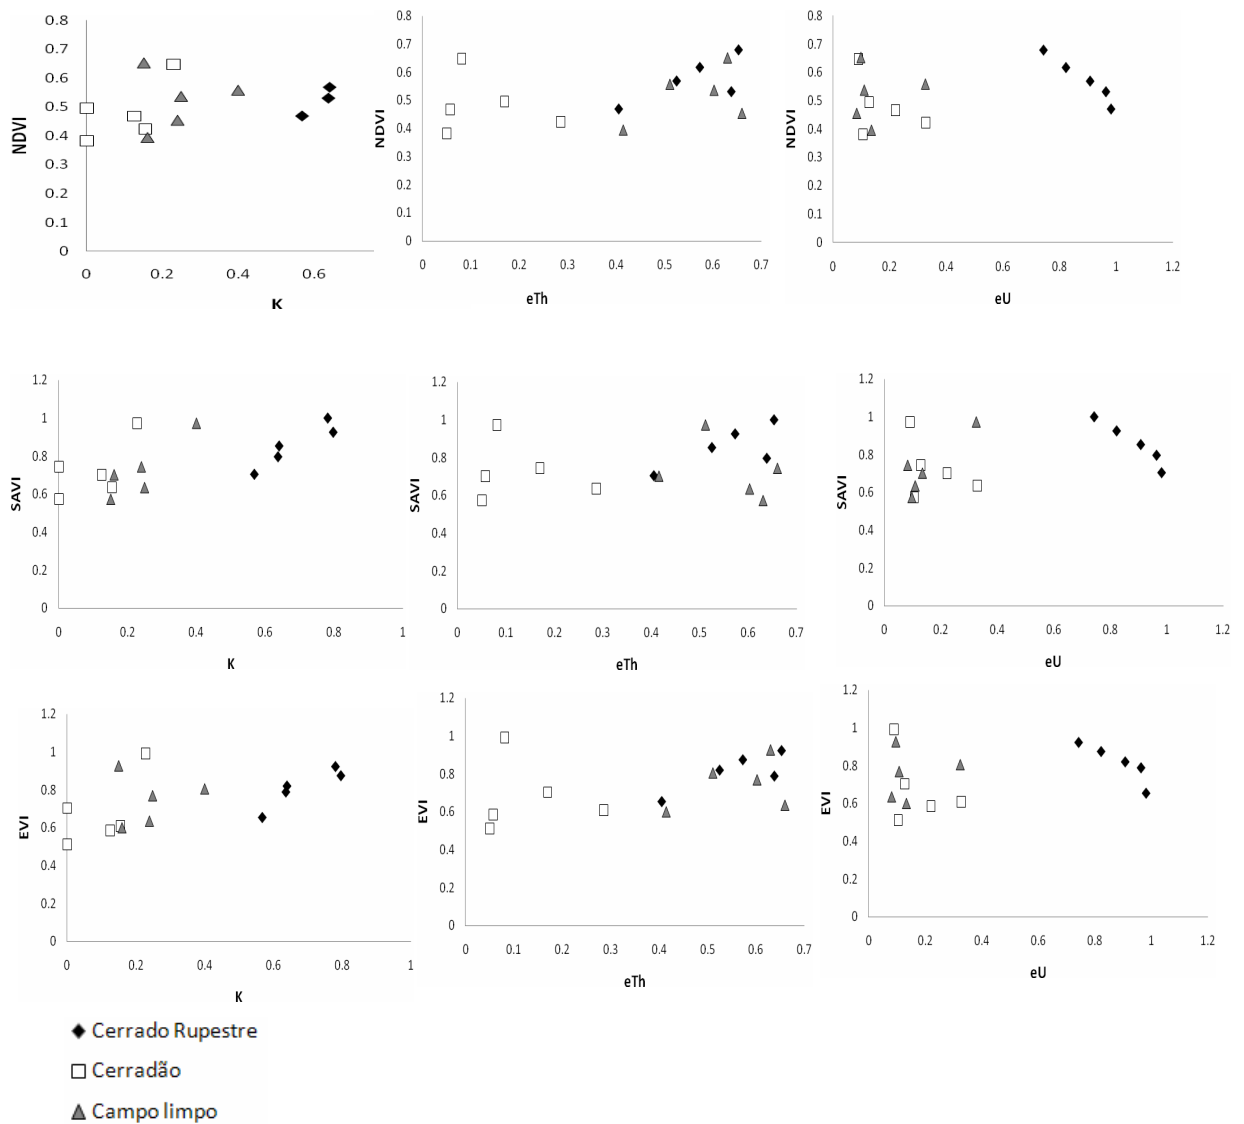 0.8
0.7
0.6
0.5
0.4
0.3
0.2
0.1
0
NDVI
0 0.2 0.4 0.6
K
0.8
0.7
0.6
0.5
0.4
0.3
0.2
0.1
0
NDVI
0 0.1 0.2 0.3 0.4 0.5 0.6 0.7
eTh
0.8
0.7
0.6
0.5
0.4
0.3
0.2
0.1
0
NDVI
0 0.2 0.4 0.6 0.8 1 1.2
eU
1.2
1
0.8
0.6
0.4
0.2
0
SAVI
0 0.2 0.4 0.6 0.8 1
K
1.2
1
0.8
0.6
0.4
0.2
0
SAVI
0 0.1 0.2 0.3 0.4 0.5 0.6 0.7
eTh
1.2
1
0.8
0.6
0.4
0.2
0
SAVI
0 0.2 0.4 0.6 0.8 1 1.2
eU
1.2
1
0.8
0.6
0.4
0.2
0
EVI
0 0.2 0.4 0.6 0.8 1
K
1.2
1
0.8
0.6
0.4
0.2
0
EVI
0 0.1 0.2 0.3 0.4 0.5 0.6 0.7
eTh
1.2
1
0.8
0.6
0.4
0.2
0
EVI
0 0.2 0.4 0.6 0.8 1 1.2
eU
Cerrado Rupestre
Cerradão
Campo limpo